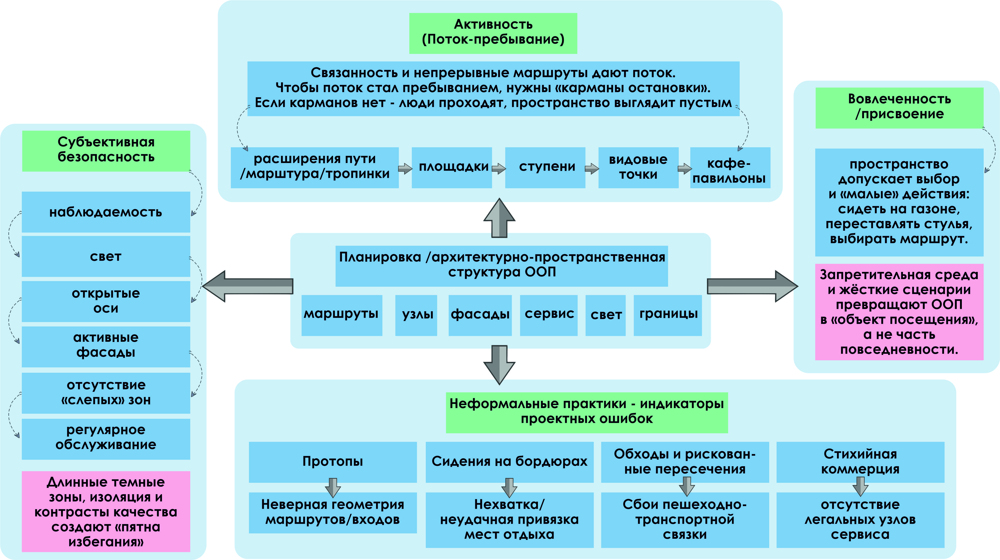 Активность
(Поток-пребывание)
Связанность и непрерывные маршруты дают поток.
Чтобы поток стал пребыванием, нужны «карманы остановки».
Если карманов нет - люди проходят, пространство выглядит пустым
расширения пути
/марштура/тропинки
площадки
ступени
видовые
точки
кафе-
павильоны
Субъективная
безопасность
наблюдаемость
свет
открытые
оси
активные
фасады
отсутствие
«слепых» зон
регулярное
обслуживание
Длинные темные
зоны, изоляция и
контрасты качества
создают «пятна
избегания»
Планировка /архитектурно-пространственная
структура ООП
маршруты
узлы
фасады
сервис
свет
границы
Вовлеченность
/присвоение
пространство
допускает выбор
и «малые» действия:
сидеть на газоне,
переставлять стулья,
выбирать маршрут.
Запретительная среда
и жёсткие сценарии
превращают ООП
в «объект посещения»,
а не часть
повседневности.
Неформальные практики - индикаторы
проектных ошибок
Протопы
Неверная геометрия
маршрутов/входов
Сидения на бордюрах
Нехватка/
неудачная привязка
мест отдыха
Обходы и рискован-
ные пересечения
Сбои пешеходно-
транспортной
связки
Стихийная
коммерция
отсутствие
легальных узлов
сервиса